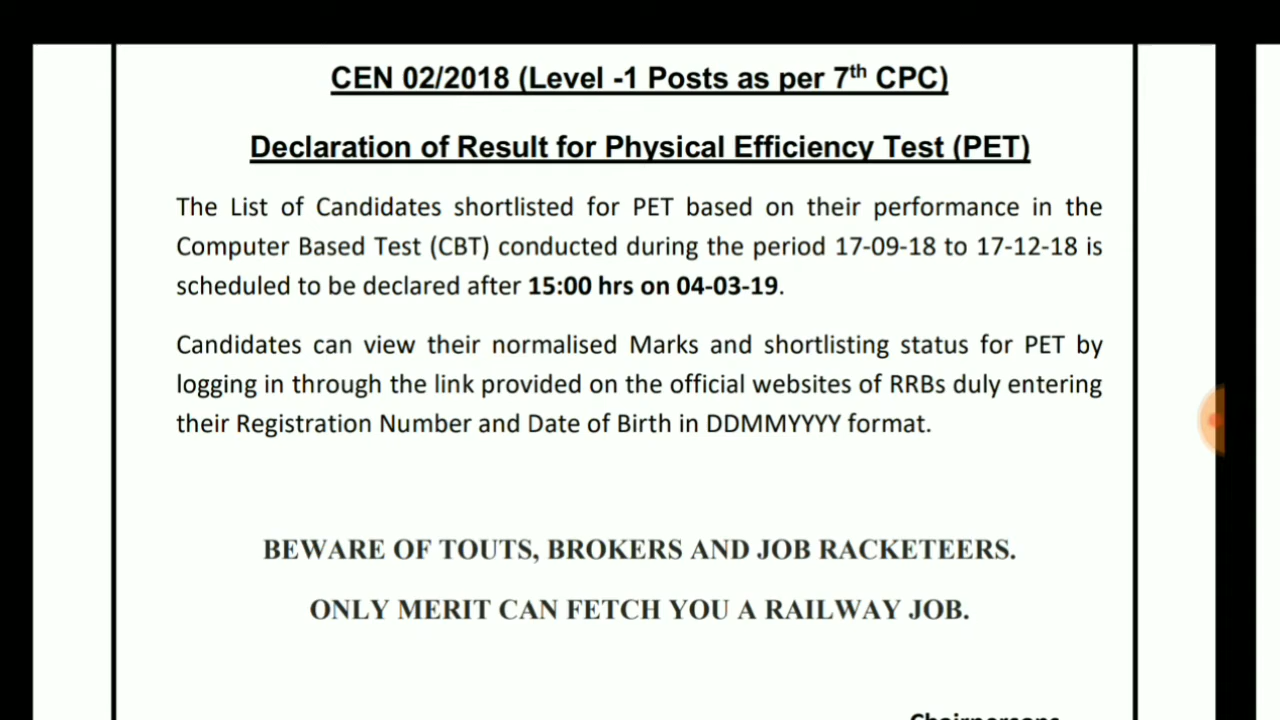 CEN 02/2018 (Level -1 Posts as per 7th CPC)
Declaration of Result for Physical Efficiency Test (PET)
The List of Candidates shortlisted for PET based on their performance in the
Computer Based Test (CBT) conducted during the period 17-09-18 to 17-12-18 is
scheduled to be declared after 15:00 hrs on 04-03-19.
Candidates can view their normalised Marks and shortlisting status for PET by
logging in through the link provided on the official websites of RRBs duly entering
their Registration Number and Date of Birth in DDMMYYYY format.
BEWARE OF TOUTS, BROKERS AND JOB RACKETEERS.
ONLY MERIT CAN FETCH YOU A RAILWAY JOB.
Chairpersons